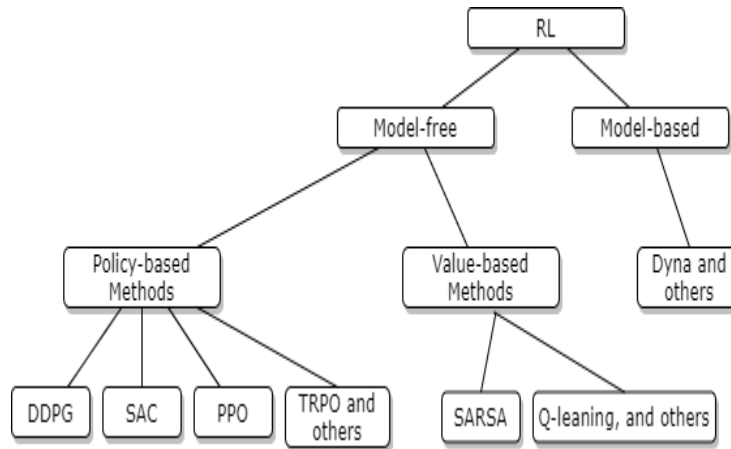 RL
Model-free
Model-based
Policy-based
Methods
Value-based
Methods
Dyna and
others
DDPG
SAC
PPO
TRPO and
others
SARSA
Q-leaning, and others